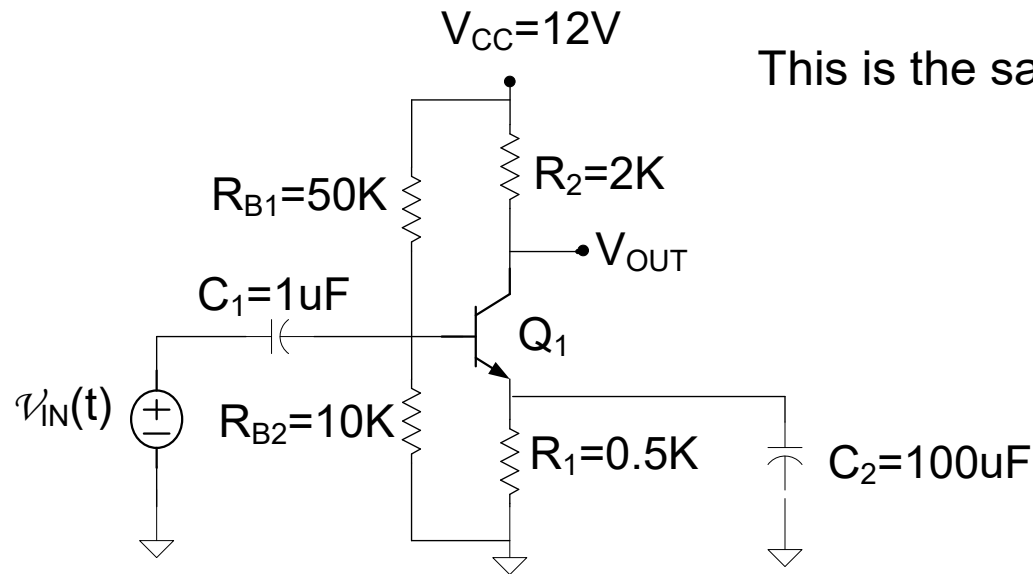 V_CC=12V
This is the sa
R_B1=50K
R_2=2K
V_OUT
C_1=1uF
Q_1
𝒱_IN(t)
R_B2=10K
R_1=0.5K
C_2=100uF